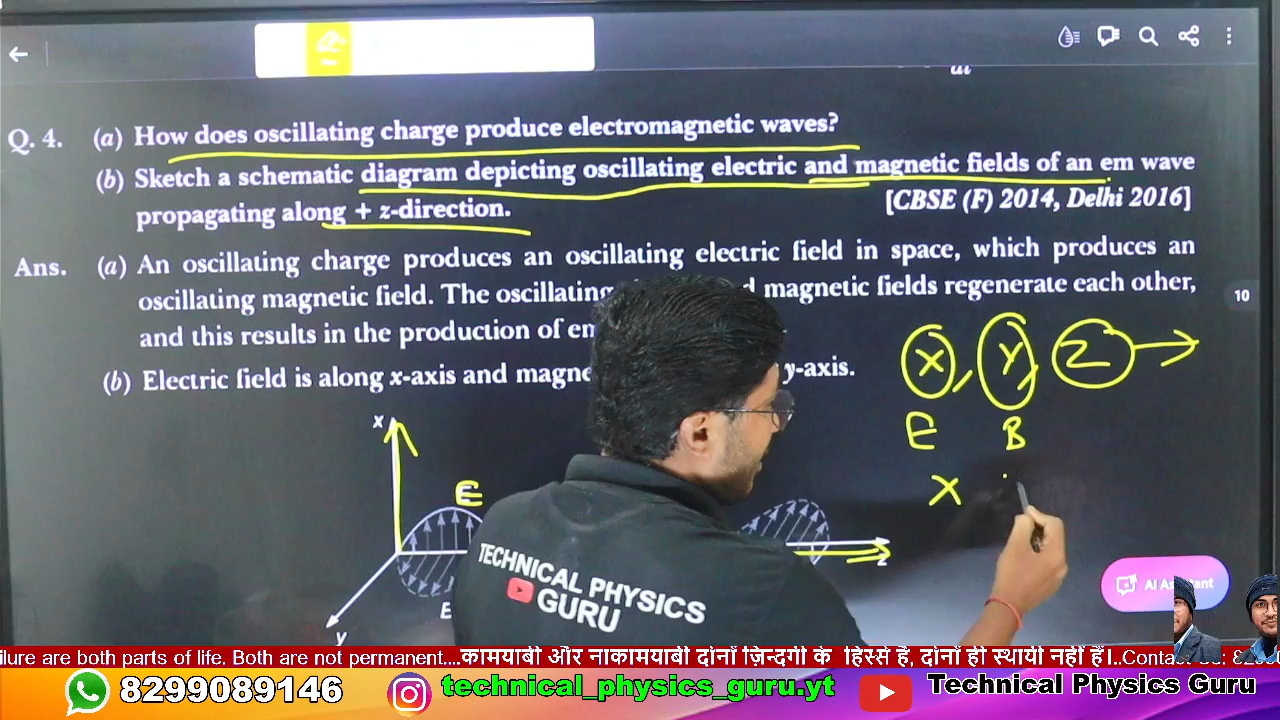 Q. 4. (a) How does oscillating charge produce electromagnetic waves?
(b) Sketch a schematic diagram depicting oscillating electric and magnetic fields of an em wave
propagating along + z-direction. [CBSE (F) 2014, Delhi 2016]
Ans. (a) An oscillating charge produces an oscillating electric field in space, which produces an
oscillating magnetic field. The oscillating magnetic fields regenerate each other,
10
and this results in the production of
(b) Electric field is along x-axis and y-axis.
X, Y, Z
E B
X
x
E
z
E
y
TECHNICAL PHYSICS
GURU
AI Assistant
are both parts of life. Both are not permanent....कामयाबी और नाकामयाबी दोनों ज़िन्दगी के हिस्से हैं, दोनों ही स्थायी नहीं हैं।..
8299089146 technical_physics_guru.yt Technical Physics Guru